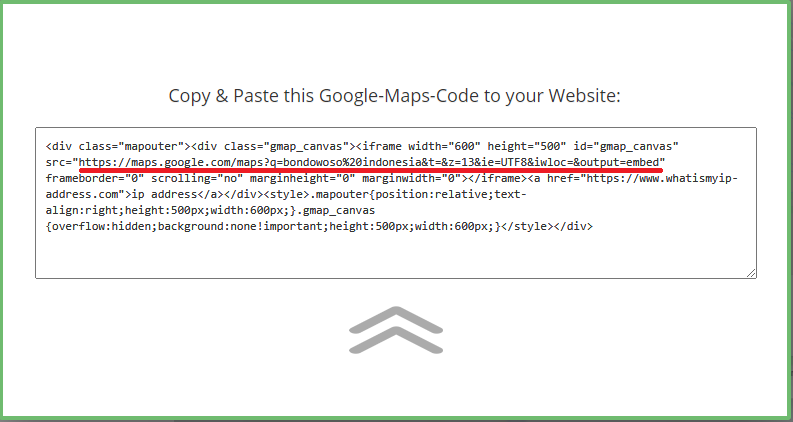 Copy & Paste this Google-Maps-Code to your Website:
<div class="mapouter"><div class="gmap_canvas"><iframe width="600" height="500" id="gmap_canvas"
src="https://maps.google.com/maps?q=bondowoso%20indonesia&t=&z=13&ie=UTF8&iwloc=&output=embed"
frameborder="0" scrolling="no" marginheight="0" marginwidth="0"></iframe><a href="https://www.whatismyip-
address.com">ip address</a></div><style>.mapouter{position:relative;text-
align:right;height:500px;width:600px;}.gmap_canvas
{overflow:hidden;background:none!important;height:500px;width:600px;}</style></div>